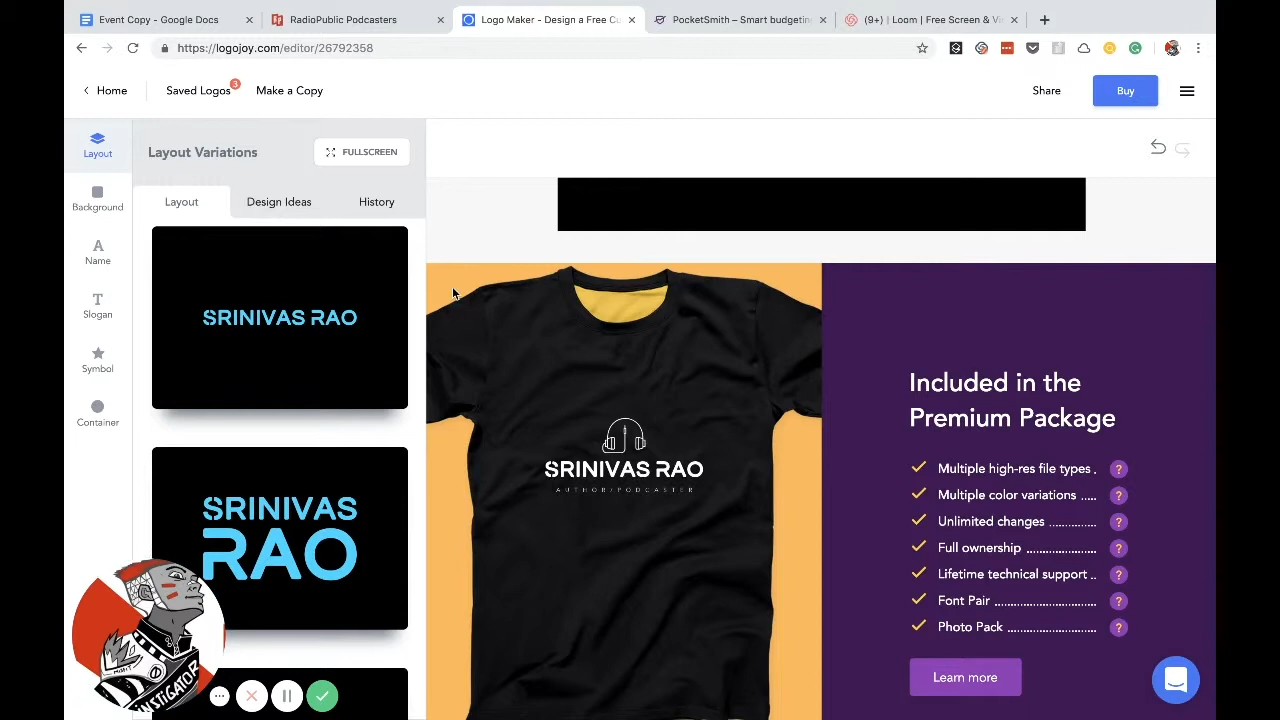 Event Copy - Google Docs
RadioPublic Podcasters
Logo Maker - Design a Free Cu
PocketSmith – Smart budgetin
(9+) | Loom | Free Screen & Vi
https://logojoy.com/editor/26792358
Home
Saved Logos
3
Make a Copy
Share
Buy
Layout
Background
Name
Slogan
Symbol
Container
Layout Variations
FULLSCREEN
Layout
Design Ideas
History
SRINIVAS RAO
SRINIVAS
RAO
SRINIVAS RAO
AUTHOR/PODCASTER
Included in the
Premium Package
Multiple high-res file types . ?
Multiple color variations ..... ?
Unlimited changes ............ ?
Full ownership ................. ?
Lifetime technical support .. ?
Font Pair ......................... ?
Photo Pack ...................... ?
Learn more
INSTIGATOR